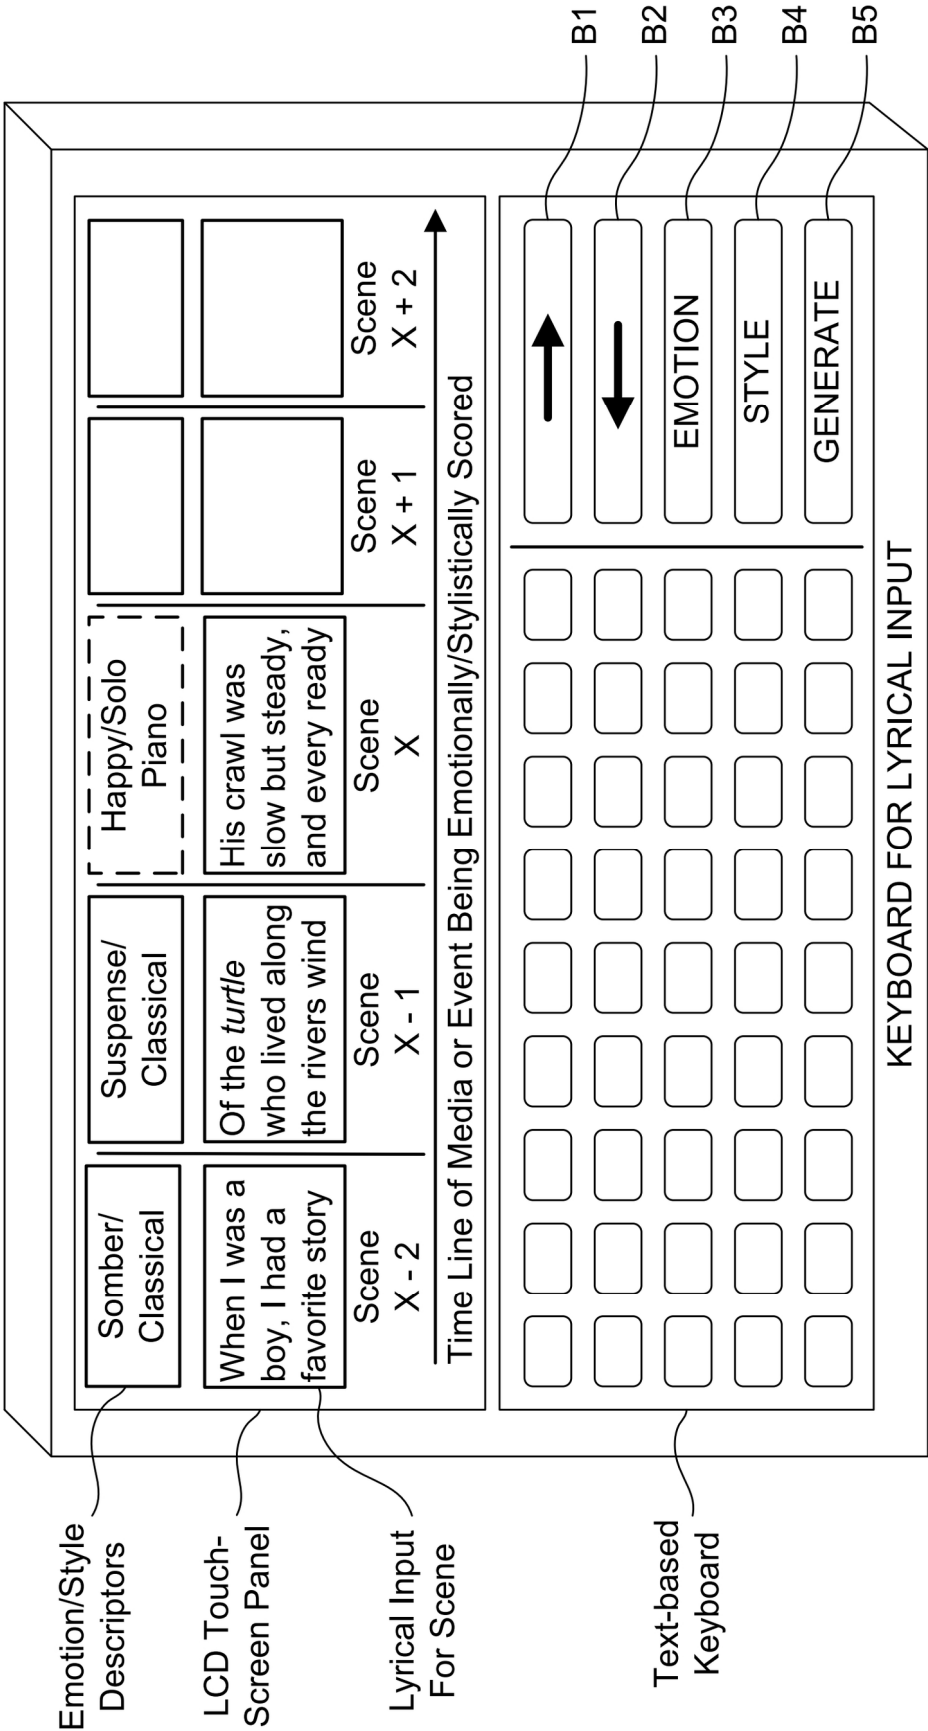 Emotion/Style
Descriptors
LCD Touch-
Screen Panel
Lyrical Input
For Scene
Text-based
Keyboard
Somber/
Classical
Suspense/
Classical
Happy/Solo
Piano
When I was a
boy, I had a
favorite story
Of the turtle
who lived along
the rivers wind
His crawl was
slow but steady,
and every ready
Scene
X - 2
Scene
X - 1
Scene
X
Scene
X + 1
Scene
X + 2
Time Line of Media or Event Being Emotionally/Stylistically Scored
EMOTION
STYLE
GENERATE
KEYBOARD FOR LYRICAL INPUT
B1
B2
B3
B4
B5